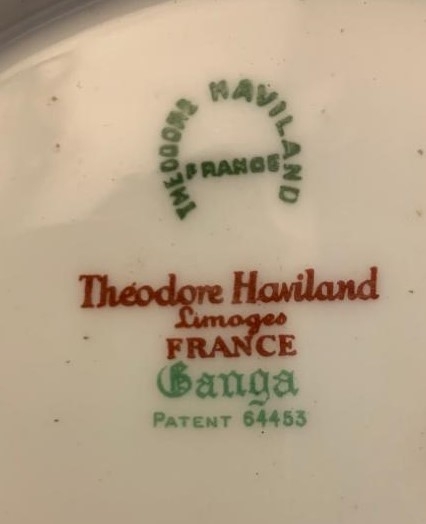 THEODORE HAVILAND
FRANCE
Theodore Haviland
Limoges
FRANCE
Ganga
PATENT 64453